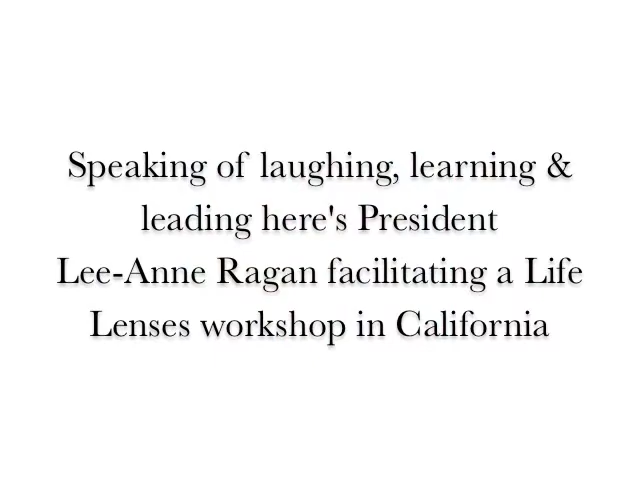 Speaking of laughing, learning &
leading here's President
Lee-Anne Ragan facilitating a Life
Lenses workshop in California